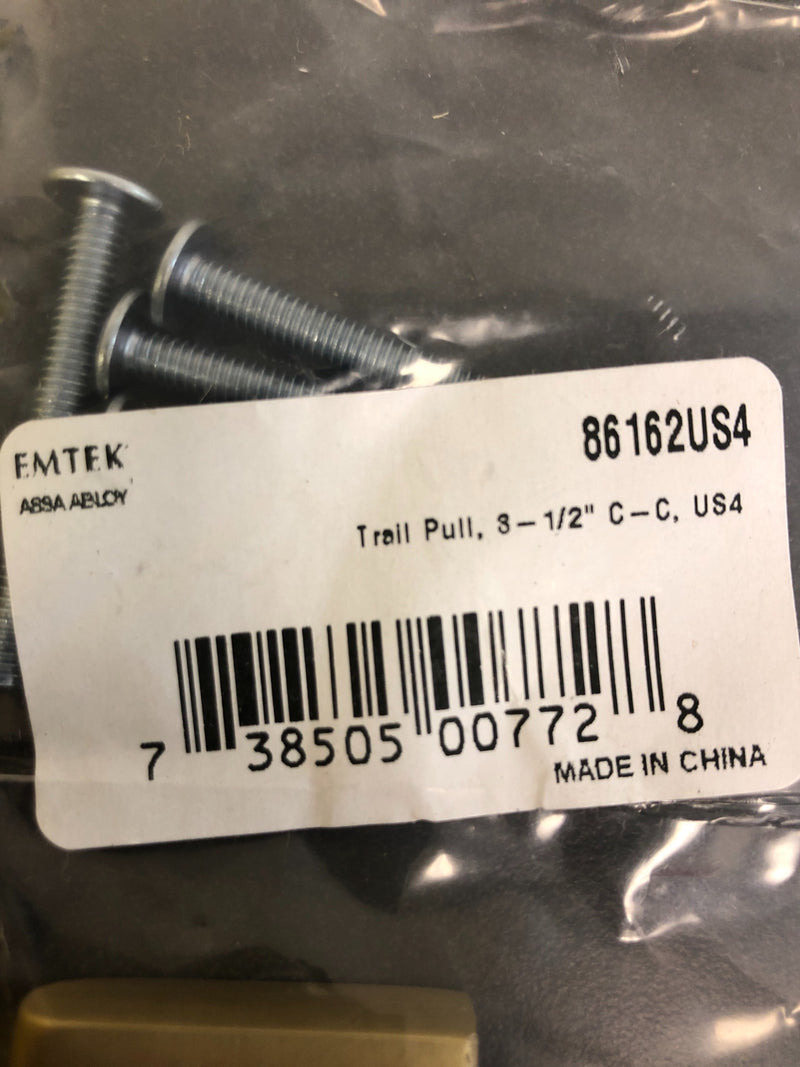 EMTEK
ASSA ABLOY
86162US4
Trail Pull, 3-1/2" C-C, US4
7 38505 00772 8
MADE IN CHINA